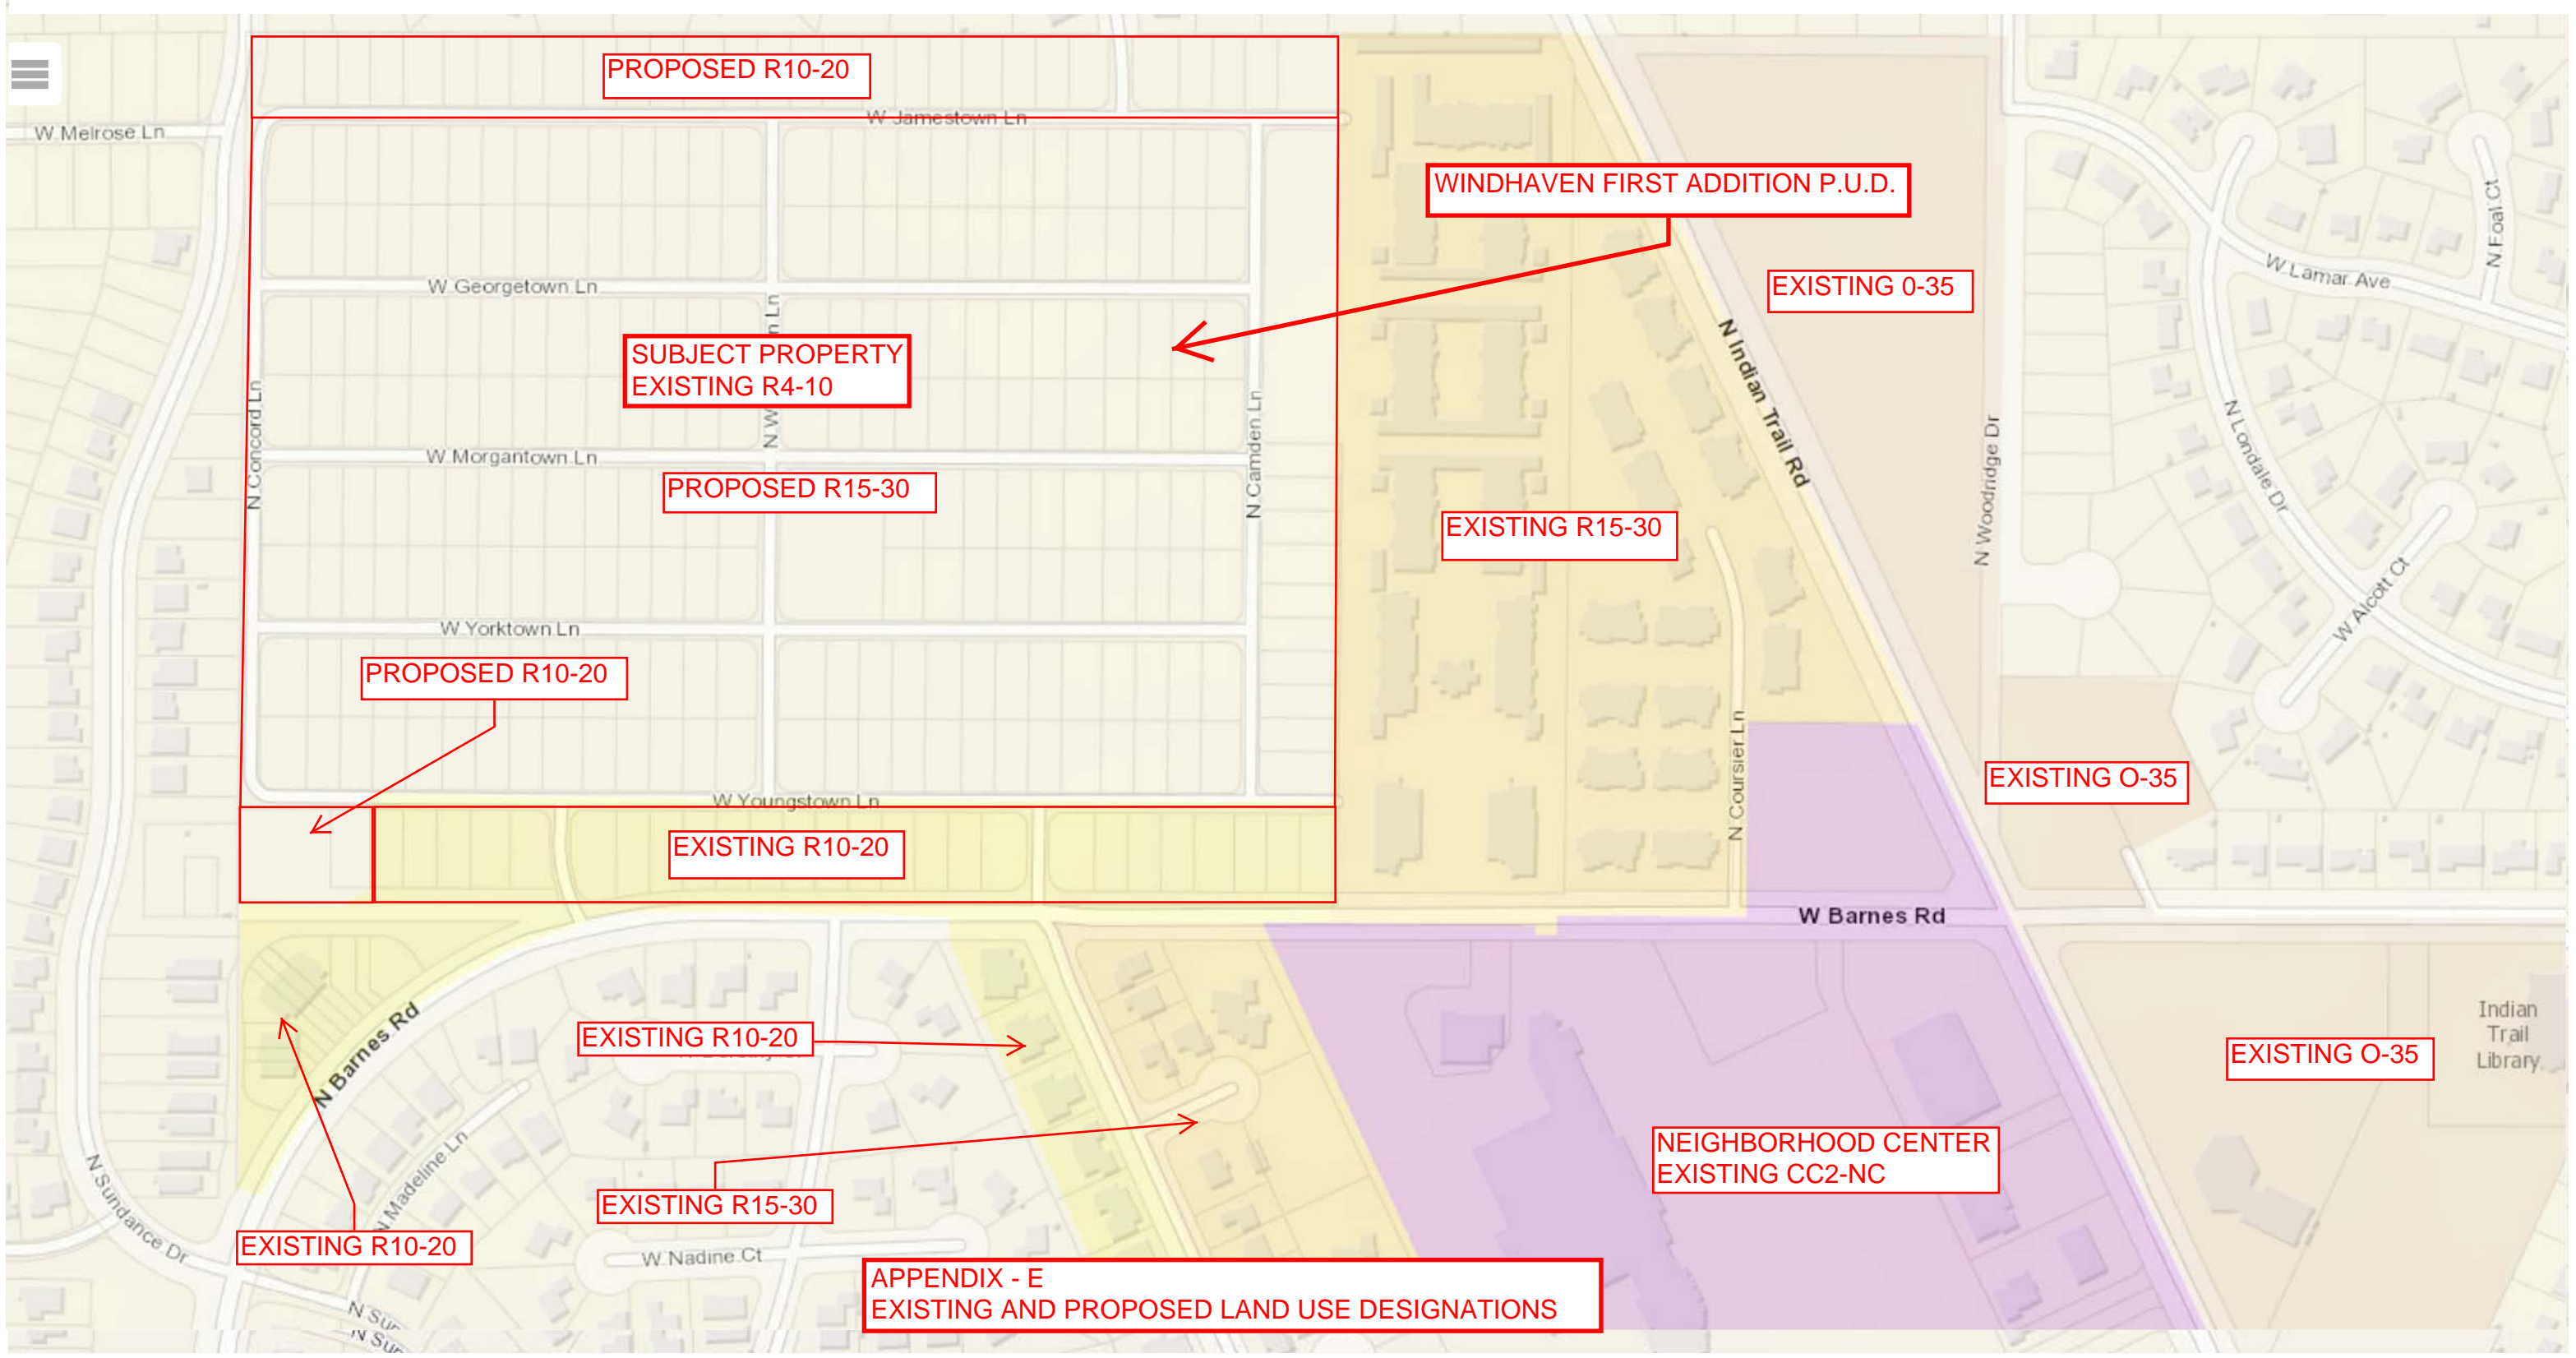 PROPOSED R10-20
W Jamestown Ln
W Melrose Ln
WINDHAVEN FIRST ADDITION P.U.D.
N Foal Ct
W Lamar Ave
EXISTING 0-35
W Georgetown Ln
SUBJECT PROPERTY
EXISTING R4-10
N Indian Trail Rd
N Concord Ln
N Camden Ln
N Woodridge Dr
N Londale Dr
W Morgantown Ln
PROPOSED R15-30
EXISTING R15-30
W Alcott Ct
W Yorktown Ln
PROPOSED R10-20
N Coursier Ln
EXISTING O-35
W Youngstown Ln
EXISTING R10-20
W Barnes Rd
Indian
Trail
Library
N Barnes Rd
EXISTING R10-20
EXISTING O-35
N Madeline Ln
NEIGHBORHOOD CENTER
EXISTING CC2-NC
N Sundance Dr
EXISTING R15-30
EXISTING R10-20
W Nadine Ct
APPENDIX - E
EXISTING AND PROPOSED LAND USE DESIGNATIONS